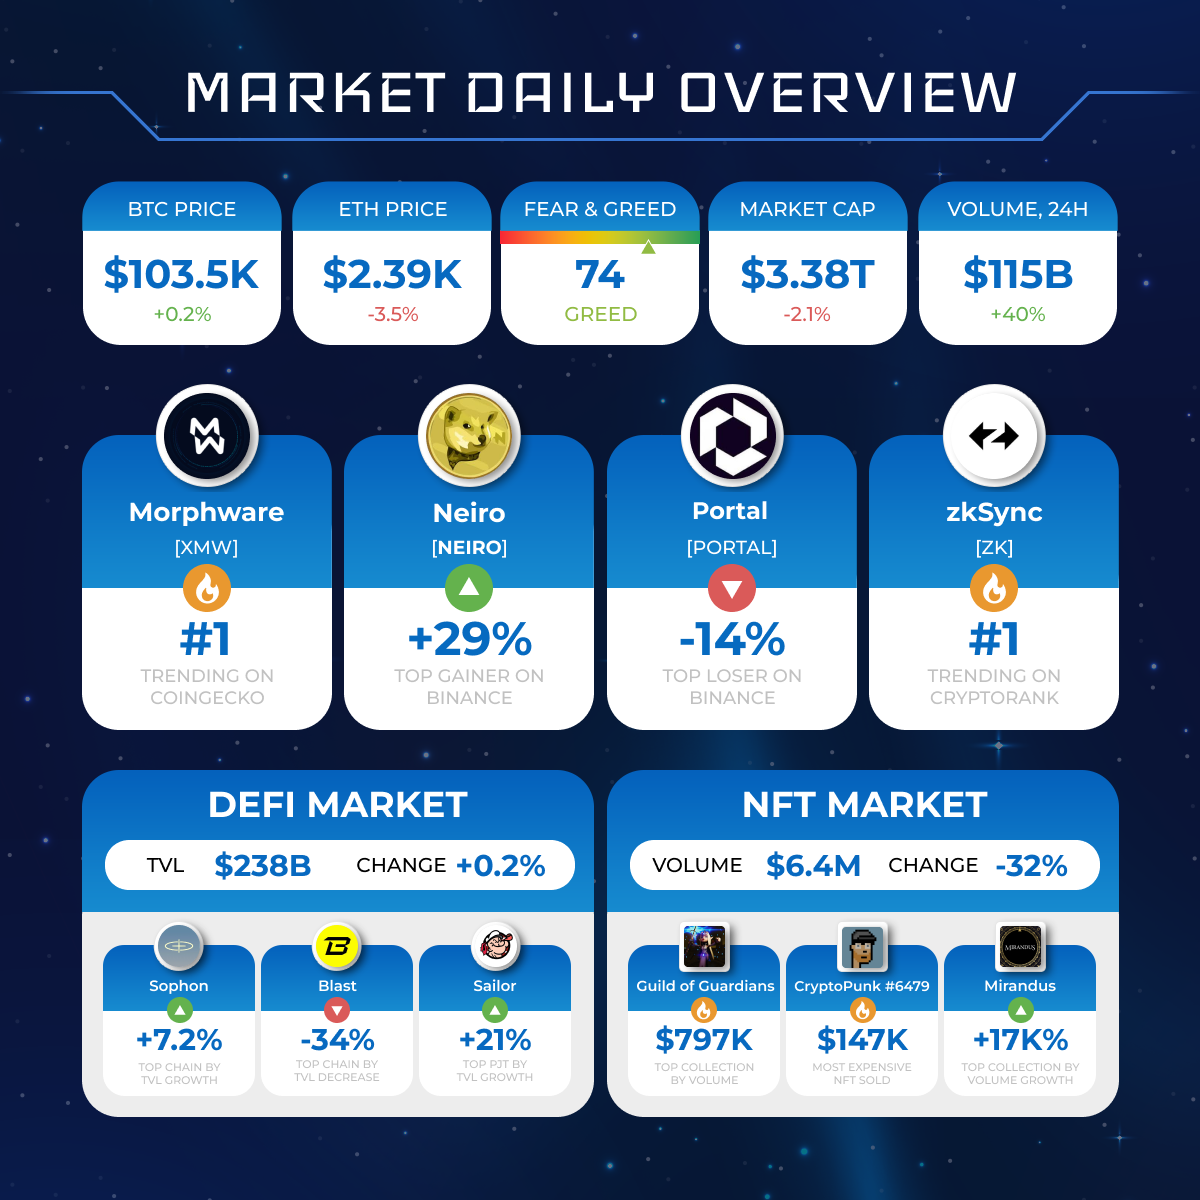 MARKET DAILY OVERVIEW
BTC PRICE
$103.5K
+0.2%
ETH PRICE
$2.39K
-3.5%
FEAR & GREED
74
GREED
MARKET CAP
$3.38T
-2.1%
VOLUME, 24H
$115B
+40%
Morphware
[XMW]
#1
TRENDING ON
COINGECKO
Neiro
[NEIRO]
+29%
TOP GAINER ON
BINANCE
Portal
[PORTAL]
-14%
TOP LOSER ON
BINANCE
zkSync
[ZK]
#1
TRENDING ON
CRYPTORANK
DEFI MARKET
TVL $238B CHANGE +0.2%
Sophon
+7.2%
TOP CHAIN BY
TVL GROWTH
Blast
-34%
TOP CHAIN BY
TVL DECREASE
Sailor
+21%
TOP PJT BY
TVL GROWTH
NFT MARKET
VOLUME $6.4M CHANGE -32%
Guild of Guardians
$797K
TOP COLLECTION
BY VOLUME
CryptoPunk #6479
$147K
MOST EXPENSIVE
NFT SOLD
MIRANDUS
Mirandus
+17K%
TOP COLLECTION BY
VOLUME GROWTH